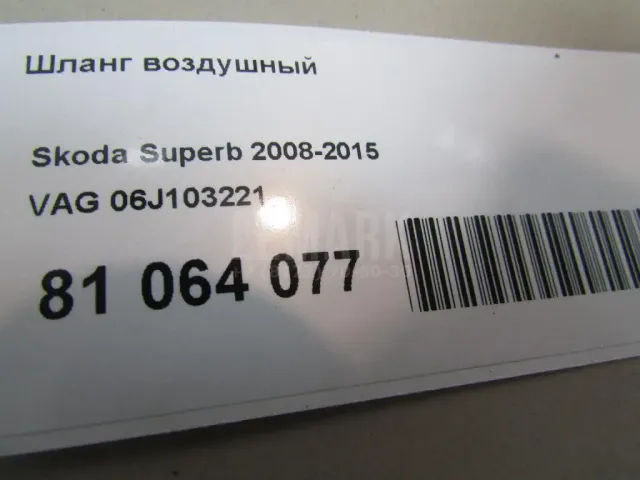 Шланг воздушный
Skoda Superb 2008-2015
VAG 06J103221
81 064 077